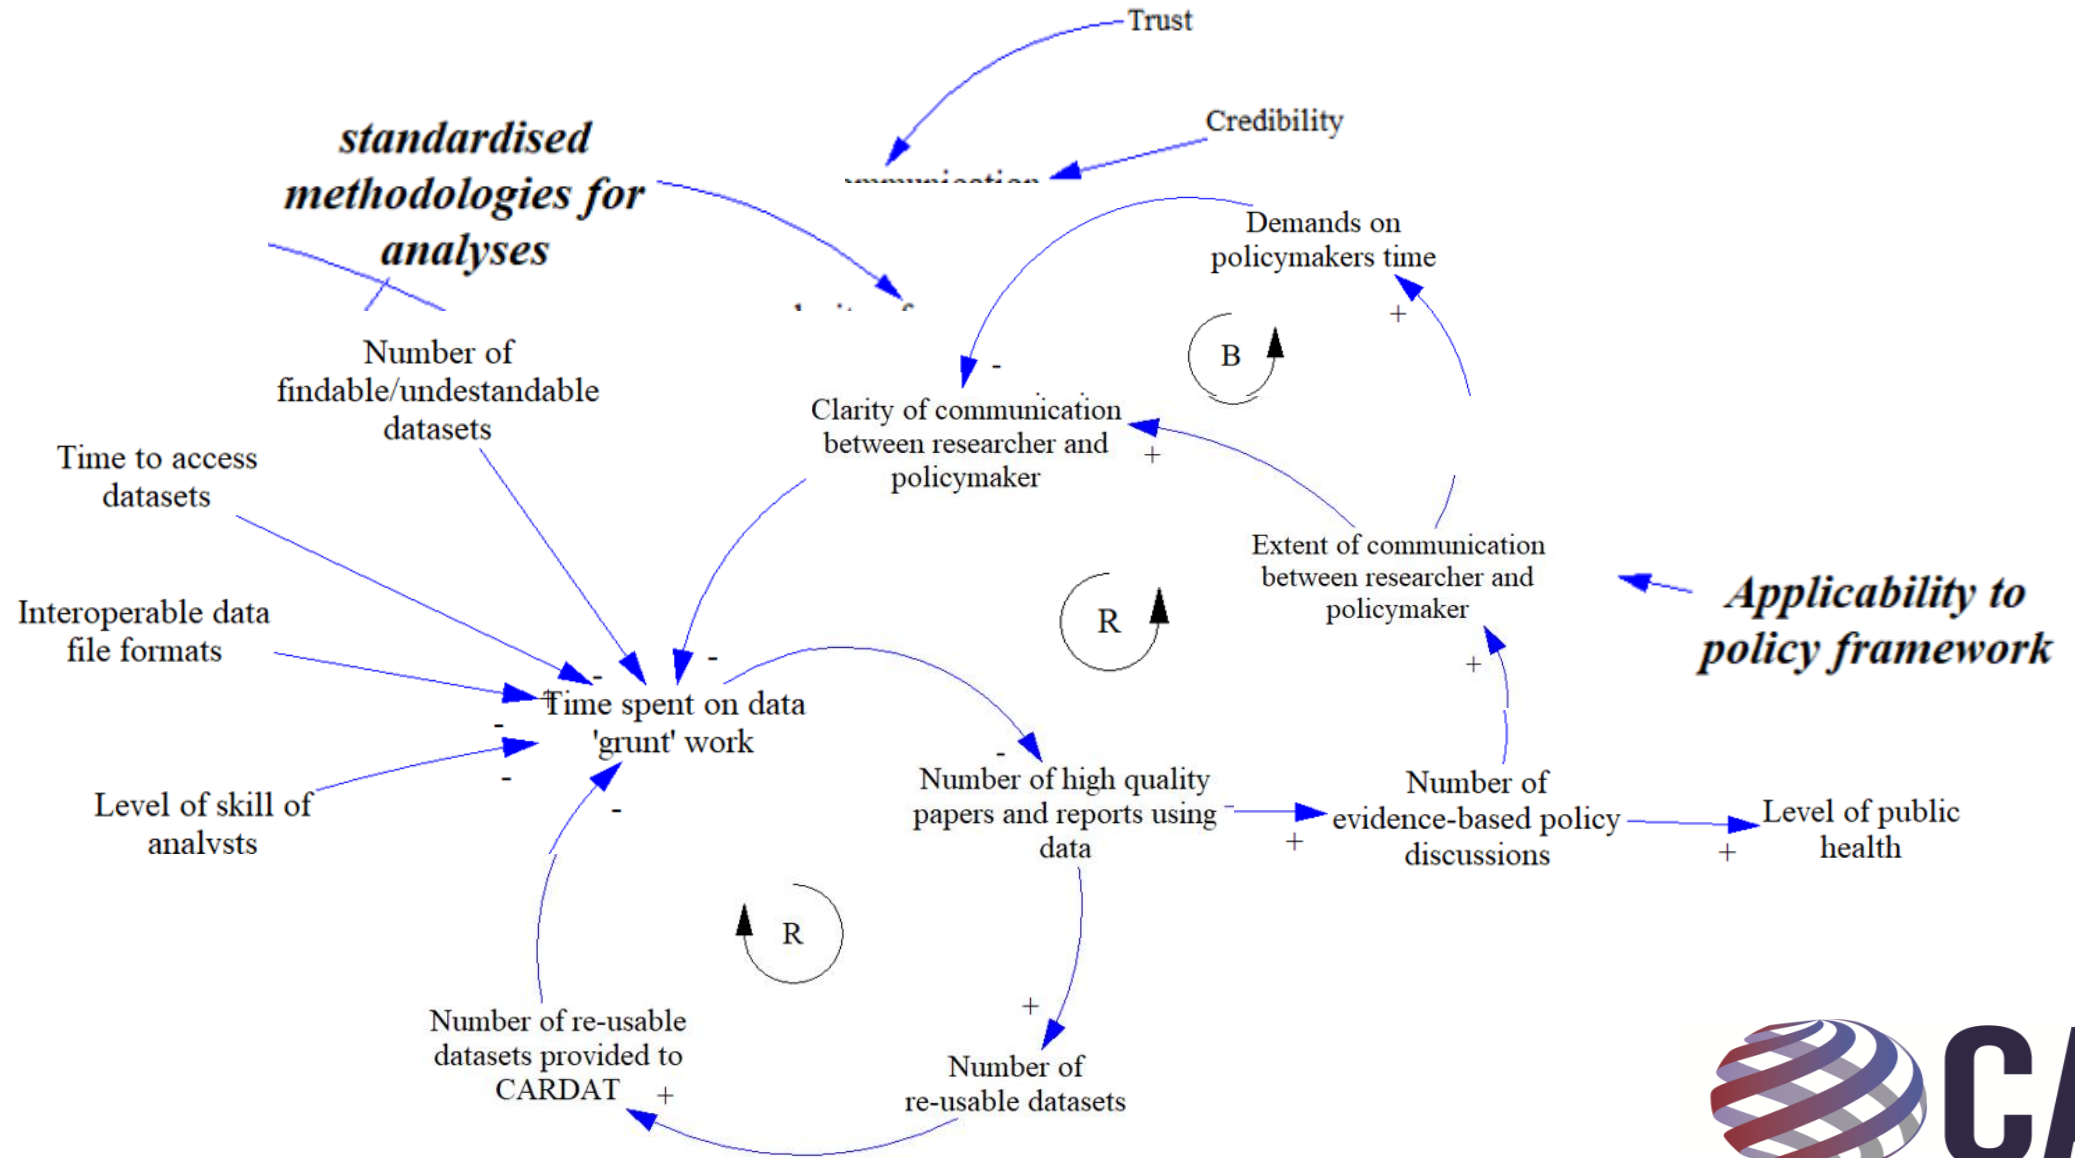 Trust
Credibility
standardised
methodologies for
analyses
Demands on
policymakers time
+
B
Number of
findable/undestandable
datasets
-
Clarity of communication
between researcher and
policymaker
+
Time to access
datasets
Extent of communication
between researcher and
policymaker
Applicability to
policy framework
Interoperable data
file formats
R
+
-
-
+
Time spent on data
'grunt' work
-
-
-
Number of high quality
papers and reports using
data
-
+
Number of
evidence-based policy
discussions
Level of public
health
+
Level of skill of
analysts
-
R
+
Number of re-usable
datasets provided to
CARDAT
+
Number of
re-usable datasets